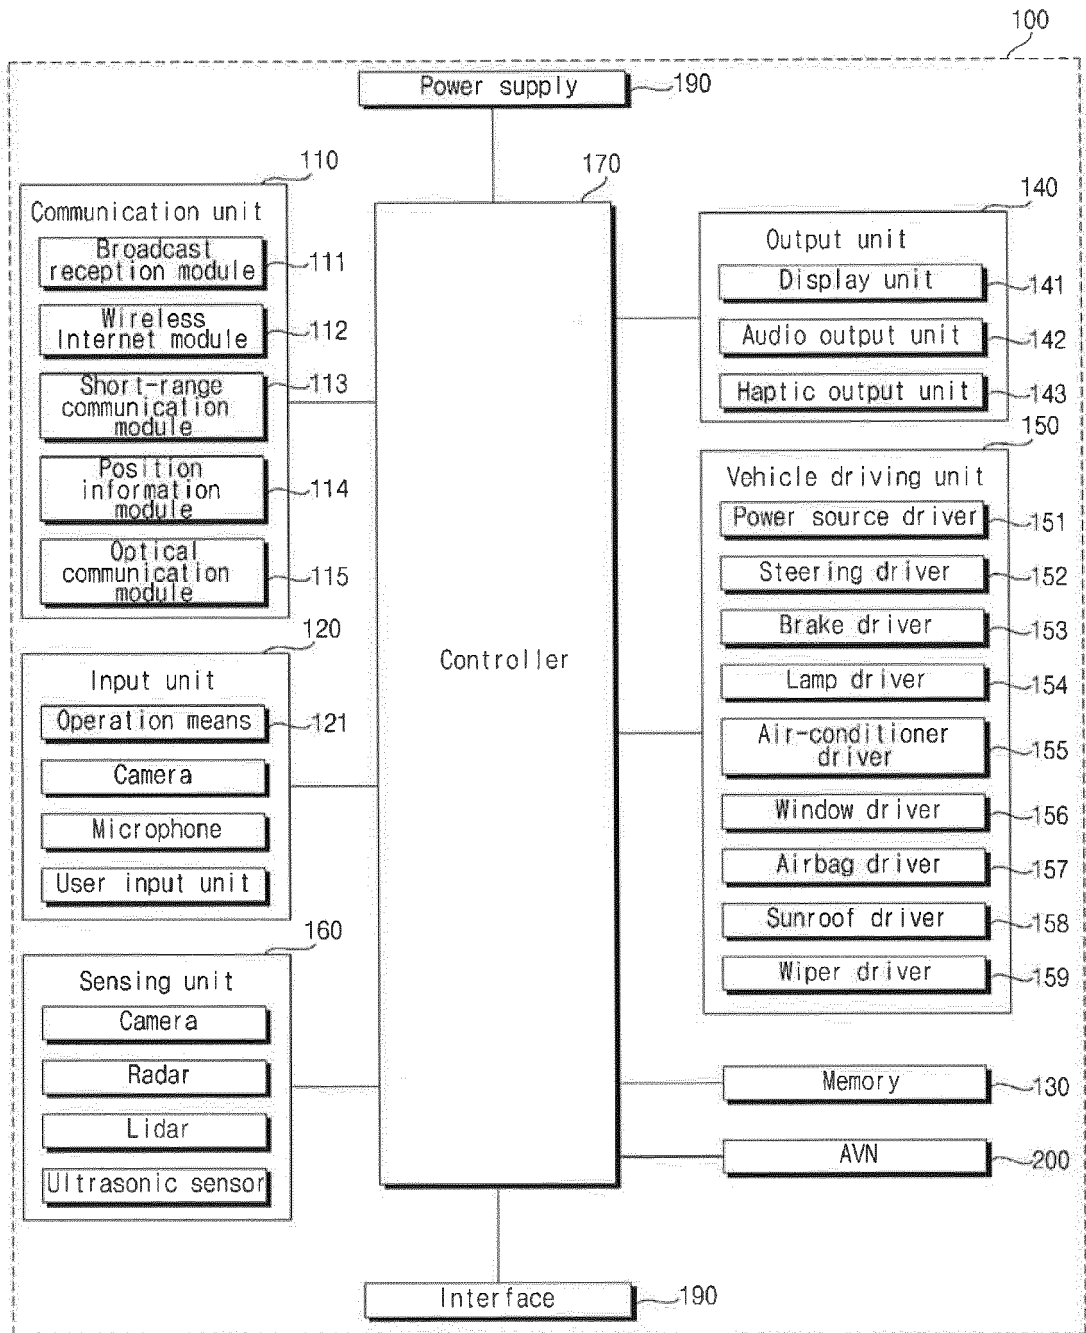 100
Power supply
190
110
Communication unit
Broadcast
reception module
111
Wireless
Internet module
112
Short-range
communication
module
113
Position
information
module
114
Optical
communication
module
115
120
Input unit
Operation means
121
Camera
Microphone
User input unit
160
Sensing unit
Camera
Radar
Lidar
Ultrasonic sensor
170
Controller
140
Output unit
Display unit
141
Audio output unit
142
Haptic output unit
143
150
Vehicle driving unit
Power source driver
151
Steering driver
152
Brake driver
153
Lamp driver
154
Air-conditioner
driver
155
Window driver
156
Airbag driver
157
Sunroof driver
158
Wiper driver
159
Memory
130
AVN
200
Interface
190